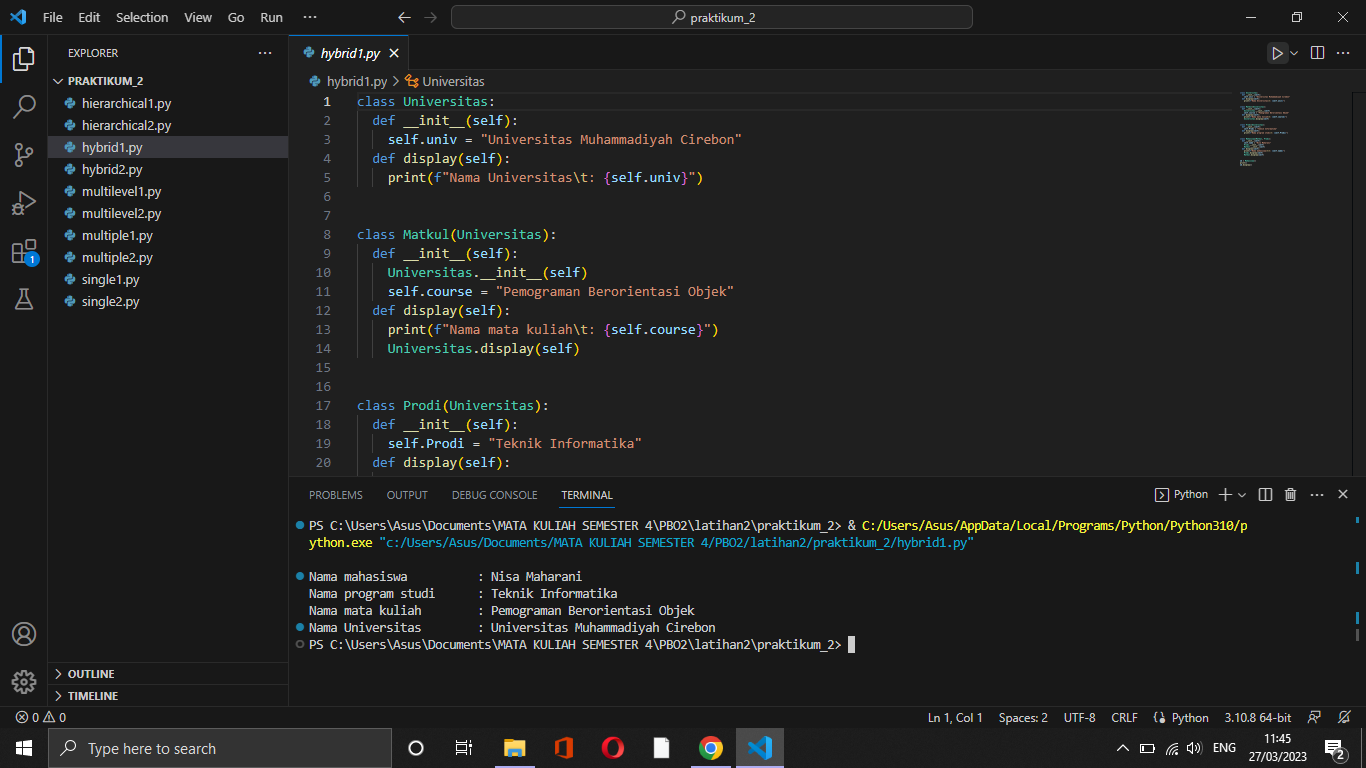 File Edit Selection View Go Run ··· praktikum_2
EXPLORER ···
PRAKTIKUM_2
hierarchical1.py
hierarchical2.py
hybrid1.py
hybrid2.py
multilevel1.py
multilevel2.py
multiple1.py
multiple2.py
single1.py
single2.py
OUTLINE
TIMELINE
1
hybrid1.py
hybrid1.py > Universitas
1 class Universitas:
2 def __init__(self):
3 self.univ = "Universitas Muhammadiyah Cirebon"
4 def display(self):
5 print(f"Nama Universitas\t: {self.univ}")
6
7
8 class Matkul(Universitas):
9 def __init__(self):
10 Universitas.__init__(self)
11 self.course = "Pemograman Berorientasi Objek"
12 def display(self):
13 print(f"Nama mata kuliah\t: {self.course}")
14 Universitas.display(self)
15
16
17 class Prodi(Universitas):
18 def __init__(self):
19 self.Prodi = "Teknik Informatika"
20 def display(self):
PROBLEMS OUTPUT DEBUG CONSOLE TERMINAL Python
PS C:\Users\Asus\Documents\MATA KULIAH SEMESTER 4\PBO2\latihan2\praktikum_2> & C:/Users/Asus/AppData/Local/Programs/Python/Python310/p
ython.exe "c:/Users/Asus/Documents/MATA KULIAH SEMESTER 4/PBO2/latihan2/praktikum_2/hybrid1.py"
Nama mahasiswa : Nisa Maharani
Nama program studi : Teknik Informatika
Nama mata kuliah : Pemograman Berorientasi Objek
Nama Universitas : Universitas Muhammadiyah Cirebon
PS C:\Users\Asus\Documents\MATA KULIAH SEMESTER 4\PBO2\latihan2\praktikum_2>
0 0 Ln 1, Col 1 Spaces: 2 UTF-8 CRLF Python 3.10.8 64-bit
Type here to search ENG 11:45
27/03/2023 2